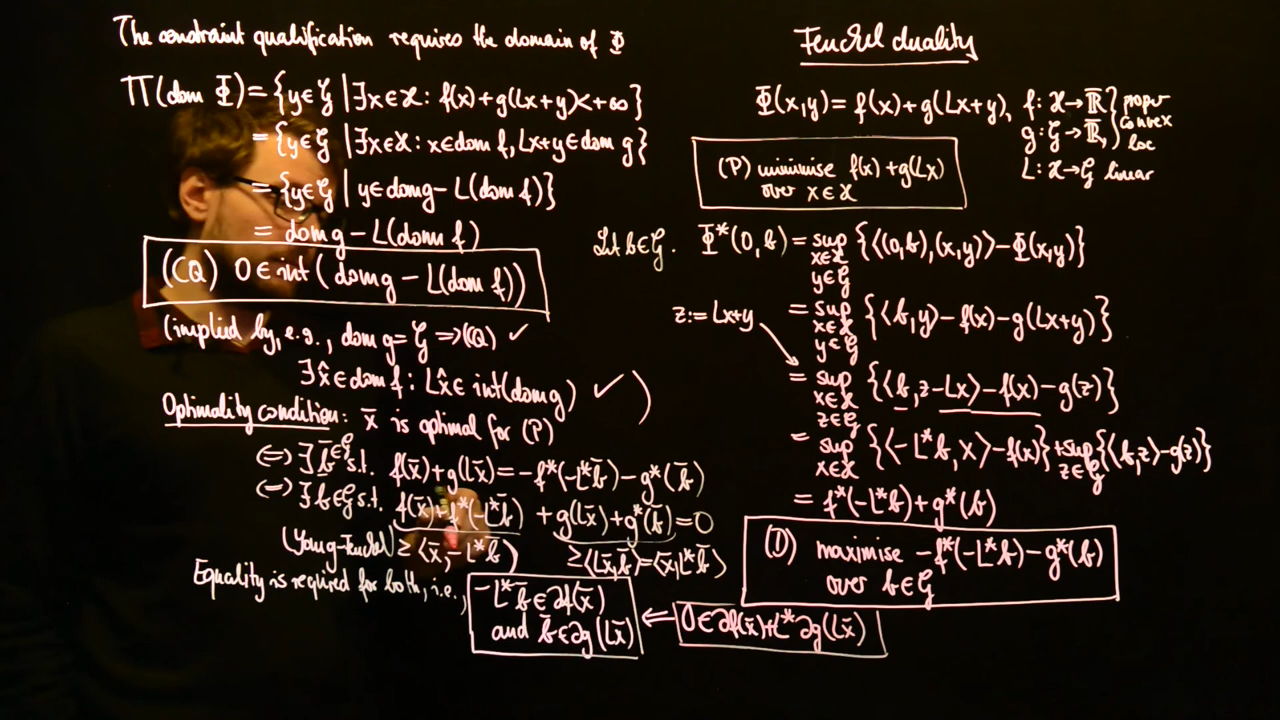 The constraint qualification requires the domain of Φ
Π(dom Φ) = {y∈G | ∃x∈X: f(x)+g(Lx+y)<+∞}
= {y∈G | ∃x∈X: x∈dom f, Lx+y∈dom g}
= {y∈G | y∈dom g − L(dom f)}
= dom g − L(dom f)
(CQ) 0∈int(dom g − L(dom f))
(implied by, e.g., dom g = G ⇒(CQ) ✓
∃x̂∈dom f: Lx̂∈int(dom g) ✓ )
Optimality condition: x̄ is optimal for (P)
⇔ ∃b̄∈G s.t. f(x̄)+g(Lx̄) = −f*(−L*b̄)−g*(b̄)
⇔ ∃b∈G s.t. f(x̄)+f*(−L*b̄) + g(Lx̄)+g*(b̄) = 0
(Young-Fenchel) ≥⟨x̄,−L*b̄⟩ ≥⟨Lx̄,b̄⟩=⟨x̄,L*b̄⟩
Equality is required for both, i.e., −L*b̄∈∂f(x̄)
and b̄∈∂g(Lx̄) ⇐ 0∈∂f(x̄)+L*∂g(Lx̄)
Fenchel duality
Φ(x,y) = f(x)+g(Lx+y), f: X→R̄ } proper
g: G→R̄, } convex
lsc
L: X→G linear
(P) minimise f(x)+g(Lx)
over x∈X
Let b∈G. Φ*(0,b) = sup {⟨(0,b),(x,y)⟩−Φ(x,y)}
x∈X
y∈G
z:= Lx+y = sup {⟨b,y⟩−f(x)−g(Lx+y)}
x∈X
y∈G
= sup {⟨b,z−Lx⟩−f(x)−g(z)}
x∈X
z∈G
= sup {⟨−L*b,x⟩−f(x)}+sup{⟨b,z⟩−g(z)}
x∈X z∈G
= f*(−L*b)+g*(b)
(D) maximise −f*(−L*b)−g*(b)
over b∈G